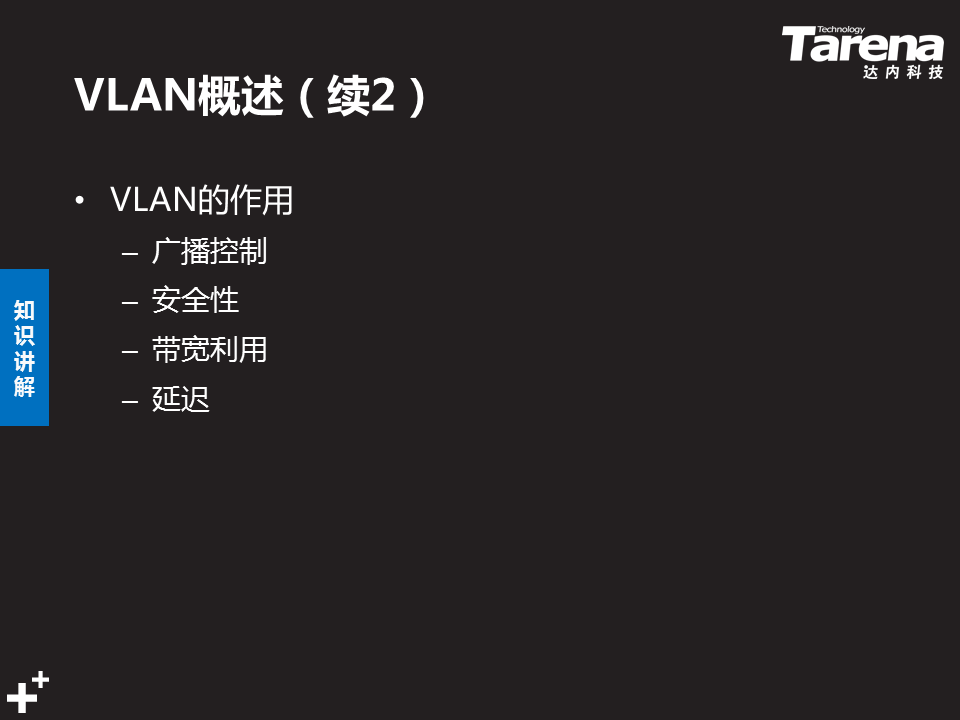 Technology
Tarena
达内科技
VLAN概述（续2）
• VLAN的作用
– 广播控制
– 安全性
– 带宽利用
– 延迟
知识讲解